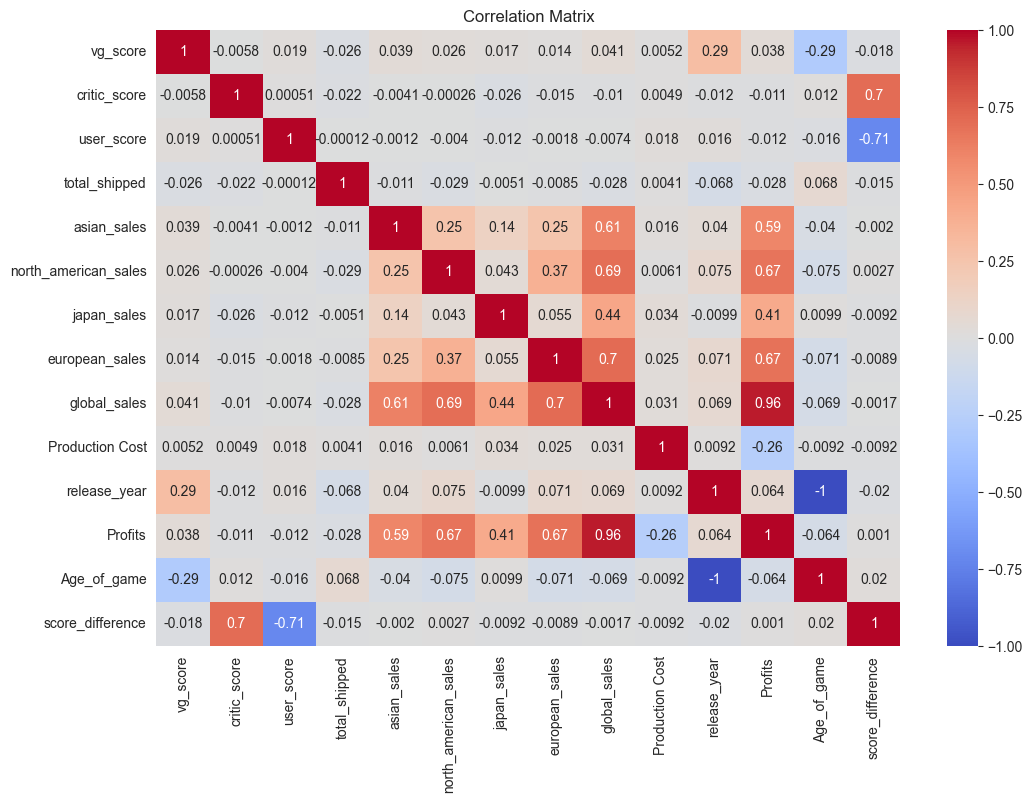 Correlation Matrix
vg_score 1 -0.0058 0.019 -0.026 0.039 0.026 0.017 0.014 0.041 0.0052 0.29 0.038 -0.29 -0.018
critic_score -0.0058 1 0.00051 -0.022 -0.0041 -0.00026 -0.026 -0.015 -0.01 0.0049 -0.012 -0.011 0.012 0.7
user_score 0.019 0.00051 1 -0.00012 -0.0012 -0.004 -0.012 -0.0018 -0.0074 0.018 0.016 -0.012 -0.016 -0.71
total_shipped -0.026 -0.022 -0.00012 1 -0.011 -0.029 -0.0051 -0.0085 -0.028 0.0041 -0.068 -0.028 0.068 -0.015
asian_sales 0.039 -0.0041 -0.0012 -0.011 1 0.25 0.14 0.25 0.61 0.016 0.04 0.59 -0.04 -0.002
north_american_sales 0.026 -0.00026 -0.004 -0.029 0.25 1 0.043 0.37 0.69 0.0061 0.075 0.67 -0.075 0.0027
japan_sales 0.017 -0.026 -0.012 -0.0051 0.14 0.043 1 0.055 0.44 0.034 -0.0099 0.41 0.0099 -0.0092
european_sales 0.014 -0.015 -0.0018 -0.0085 0.25 0.37 0.055 1 0.7 0.025 0.071 0.67 -0.071 -0.0089
global_sales 0.041 -0.01 -0.0074 -0.028 0.61 0.69 0.44 0.7 1 0.031 0.069 0.96 -0.069 -0.0017
Production Cost 0.0052 0.0049 0.018 0.0041 0.016 0.0061 0.034 0.025 0.031 1 0.0092 -0.26 -0.0092 -0.0092
release_year 0.29 -0.012 0.016 -0.068 0.04 0.075 -0.0099 0.071 0.069 0.0092 1 0.064 -1 -0.02
Profits 0.038 -0.011 -0.012 -0.028 0.59 0.67 0.41 0.67 0.96 -0.26 0.064 1 -0.064 0.001
Age_of_game -0.29 0.012 -0.016 0.068 -0.04 -0.075 0.0099 -0.071 -0.069 -0.0092 -1 -0.064 1 0.02
score_difference -0.018 0.7 -0.71 -0.015 -0.002 0.0027 -0.0092 -0.0089 -0.0017 -0.0092 -0.02 0.001 0.02 1
vg_score
critic_score
user_score
total_shipped
asian_sales
north_american_sales
japan_sales
european_sales
global_sales
Production Cost
release_year
Profits
Age_of_game
score_difference
1.00
0.75
0.50
0.25
0.00
−0.25
−0.50
−0.75
−1.00